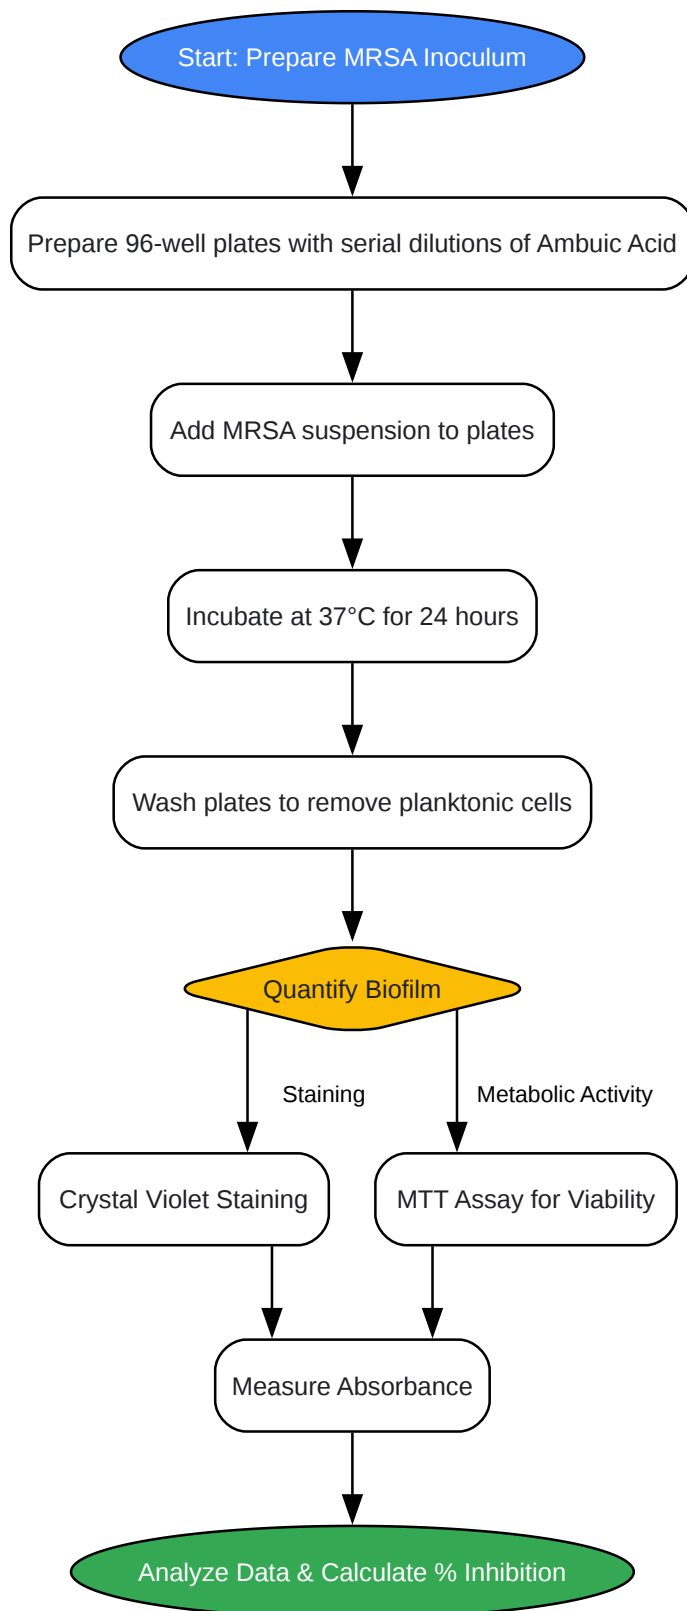 Start: Prepare MRSA Inoculum
Prepare 96-well plates with serial dilutions of Ambuic Acid
Add MRSA suspension to plates
Incubate at 37°C for 24 hours
Wash plates to remove planktonic cells
Quantify Biofilm
Staining
Metabolic Activity
Crystal Violet Staining
MTT Assay for Viability
Measure Absorbance
Analyze Data & Calculate % Inhibition